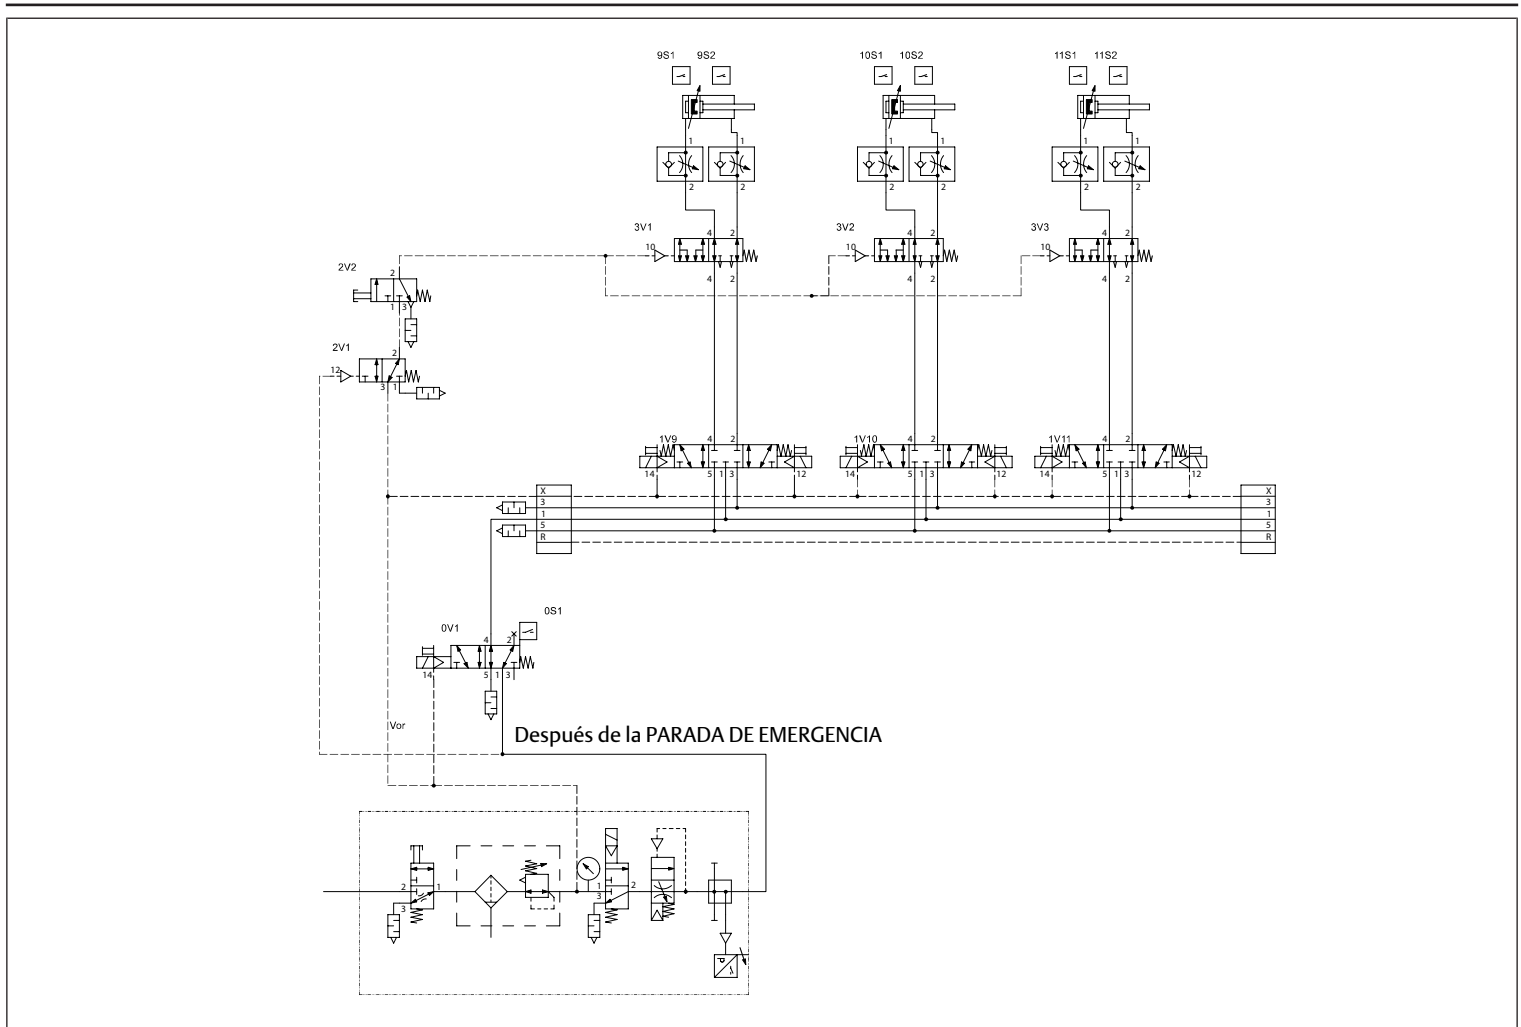 9S1 9S2 10S1 10S2 11S1 11S2
1 1 1 1 1 1
2 2 2 2 2 2
3V1 4 2 3V2 4 2 3V3 4 2
10 10 10
2V2 2 4 2 4 2 4 2
1 3
2V1 2
12
3 1
1V9 4 2 1V10 4 2 1V11 4 2
14 5 1 3 12 14 5 1 3 12 14 5 1 3 12
X X
3 3
1 1
5 5
R R
0S1
0V1 4 2
14 5 1 3
Vor
Después de la PARADA DE EMERGENCIA
2 1 1 2
3 3
P